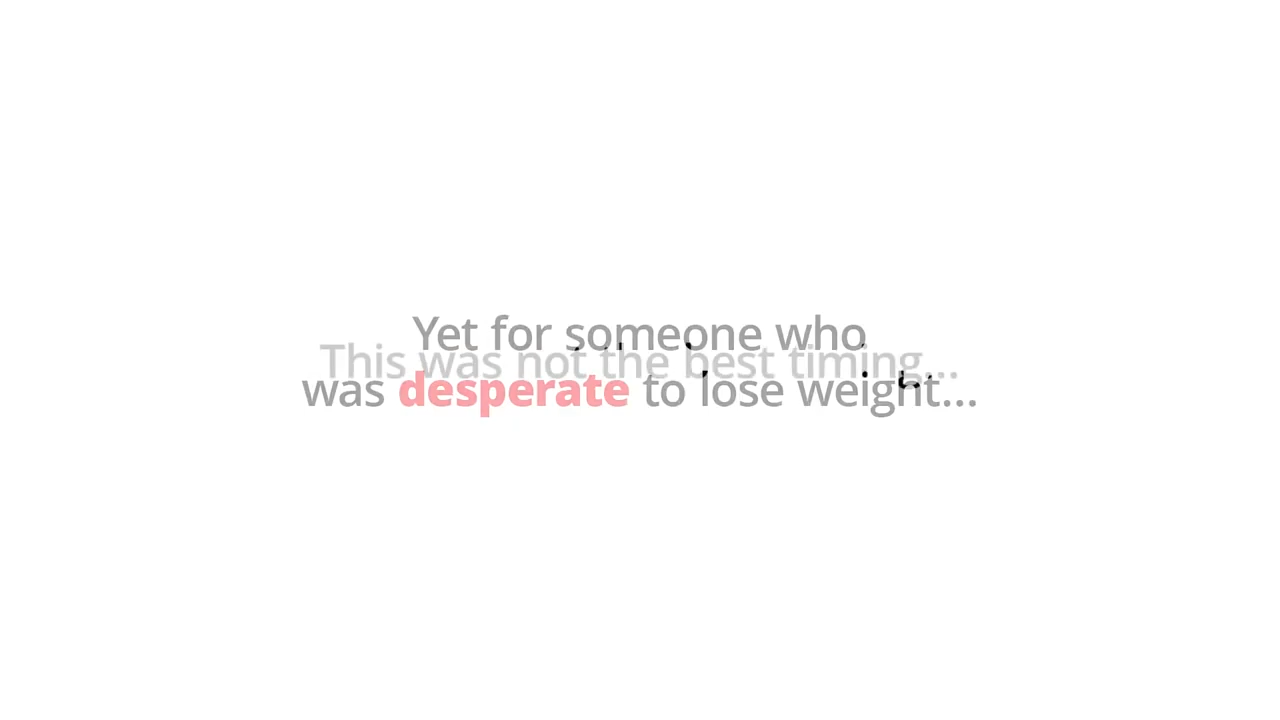 Yet for someone who
This was not the best timing...
was desperate to lose weight...